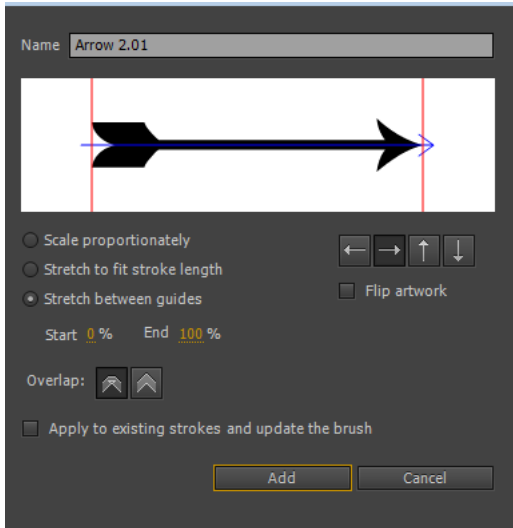 Name Arrow 2.01
Scale proportionately
Stretch to fit stroke length
Stretch between guides
Flip artwork
Start 0 % End 100 %
Overlap:
Apply to existing strokes and update the brush
Add Cancel